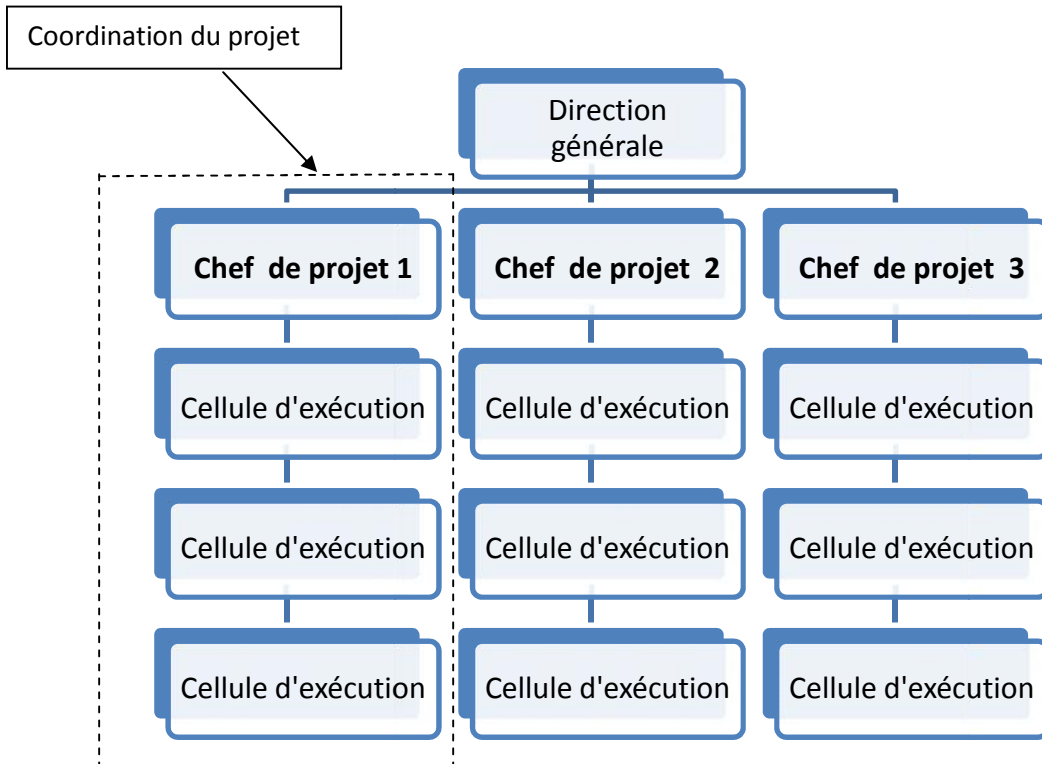 Coordination du projet
Direction
générale
Chef de projet 1
Chef de projet 2
Chef de projet 3
Cellule d'exécution
Cellule d'exécution
Cellule d'exécution
Cellule d'exécution
Cellule d'exécution
Cellule d'exécution
Cellule d'exécution
Cellule d'exécution
Cellule d'exécution